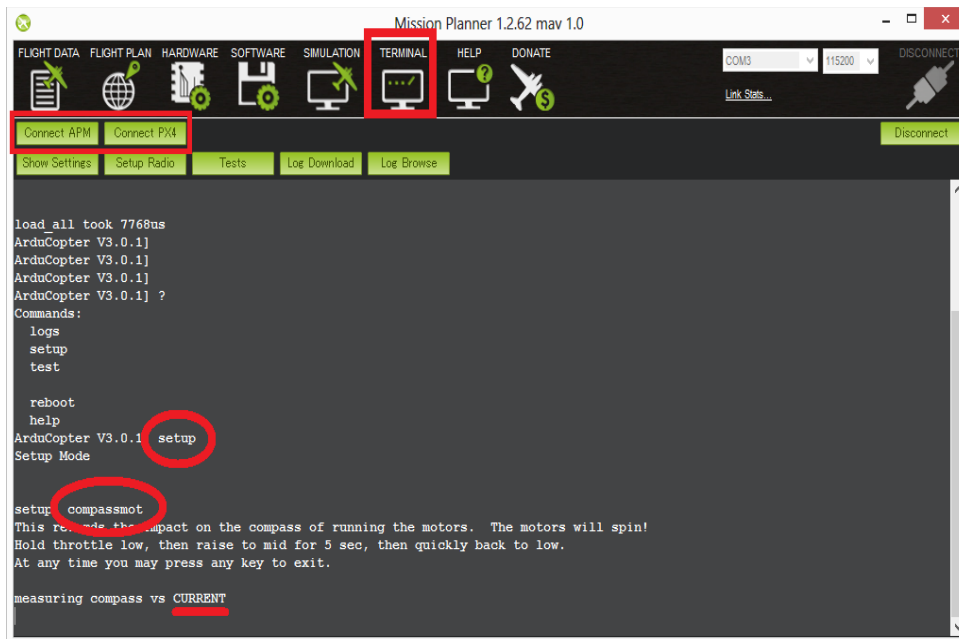 Mission Planner 1.2.62 mav 1.0
FLIGHT DATA FLIGHT PLAN HARDWARE SOFTWARE SIMULATION TERMINAL HELP DONATE
COM3 115200 DISCONNECT
Link Stats...
Connect APM Connect PX4 Disconnect
Show Settings Setup Radio Tests Log Download Log Browse
load_all took 7768us
ArduCopter V3.0.1]
ArduCopter V3.0.1]
ArduCopter V3.0.1]
ArduCopter V3.0.1] ?
Commands:
logs
setup
test
reboot
help
ArduCopter V3.0.1 setup
Setup Mode
setup compassmot
This records the impact on the compass of running the motors. The motors will spin!
Hold throttle low, then raise to mid for 5 sec, then quickly back to low.
At any time you may press any key to exit.
measuring compass vs CURRENT